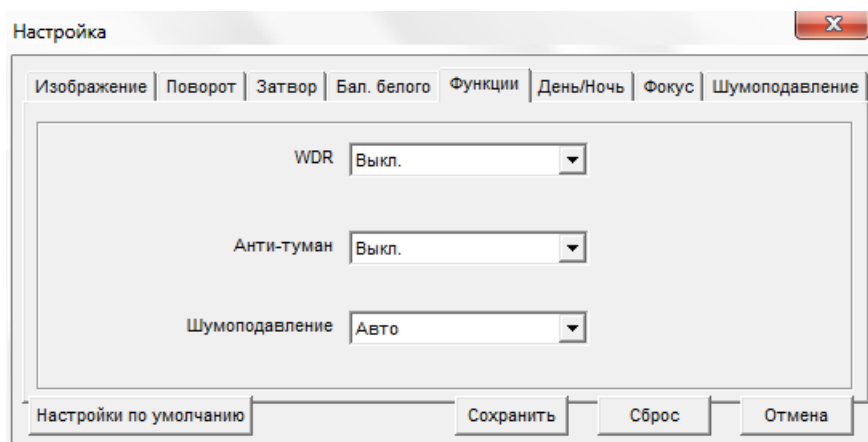 Настройка
Изображение Поворот Затвор Бал. белого Функции День/Ночь Фокус Шумоподавление
WDR Выкл.
Анти-туман Выкл.
Шумоподавление Авто
Настройки по умолчанию Сохранить Сброс Отмена